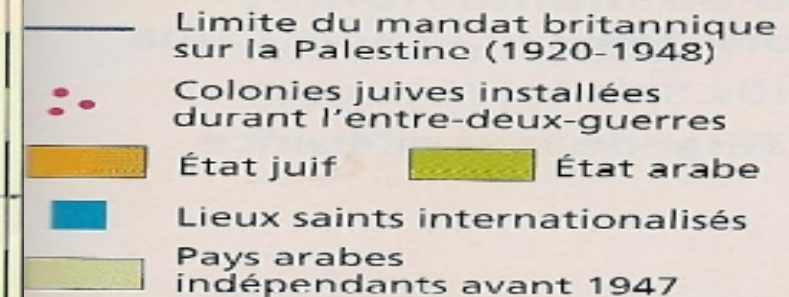 Limite du mandat britannique
sur la Palestine (1920-1948)
Colonies juives installées
durant l'entre-deux-guerres
État juif État arabe
Lieux saints internationalisés
Pays arabes
indépendants avant 1947